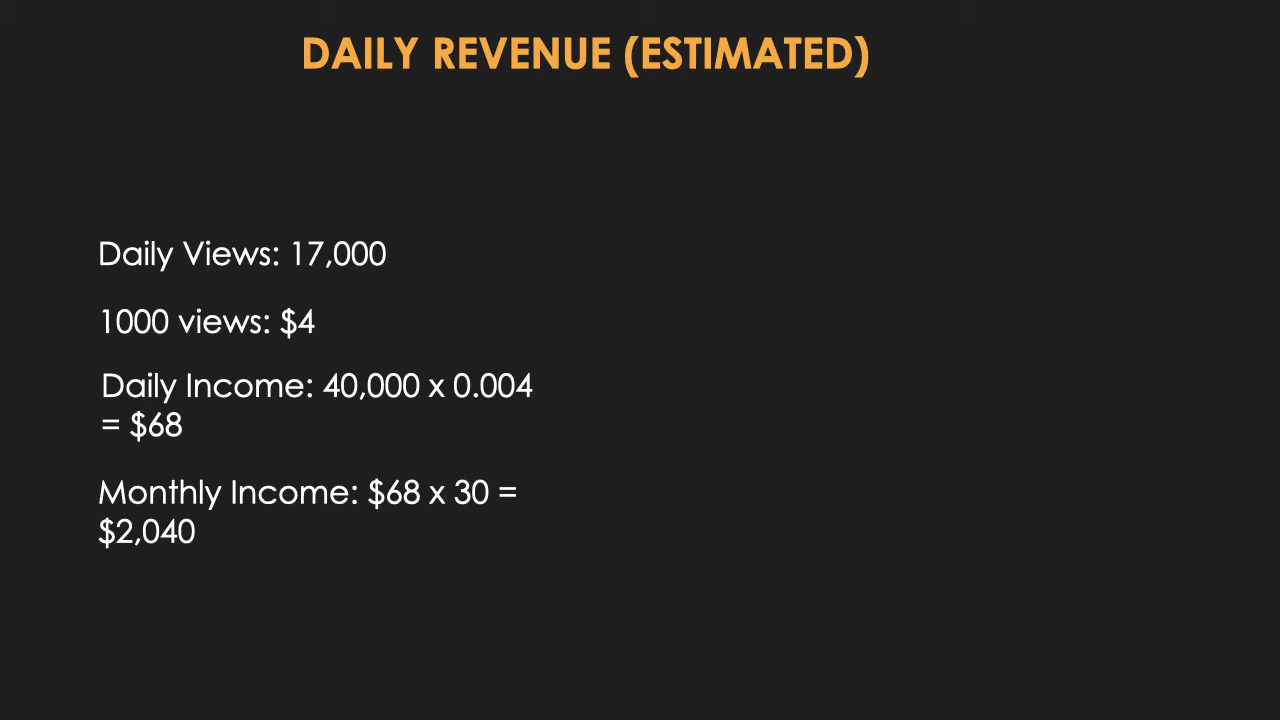 DAILY REVENUE (ESTIMATED)
Daily Views: 17,000
1000 views: $4
Daily Income: 40,000 x 0.004
= $68
Monthly Income: $68 x 30 =
$2,040